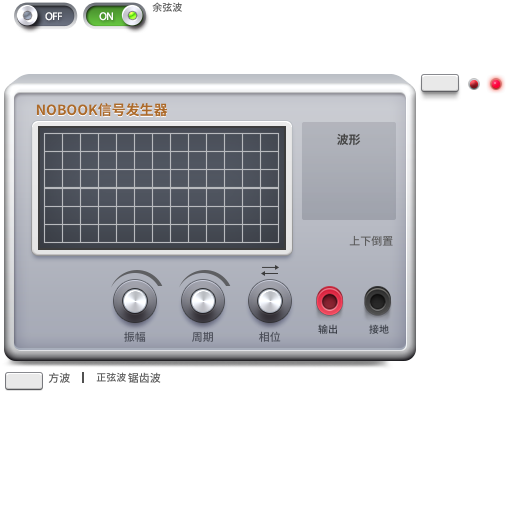 OFF ON 余弦波
NOBOOK信号发生器
波形
上下倒置
振幅 周期 相位 输出 接地
方波 正弦波 锯齿波